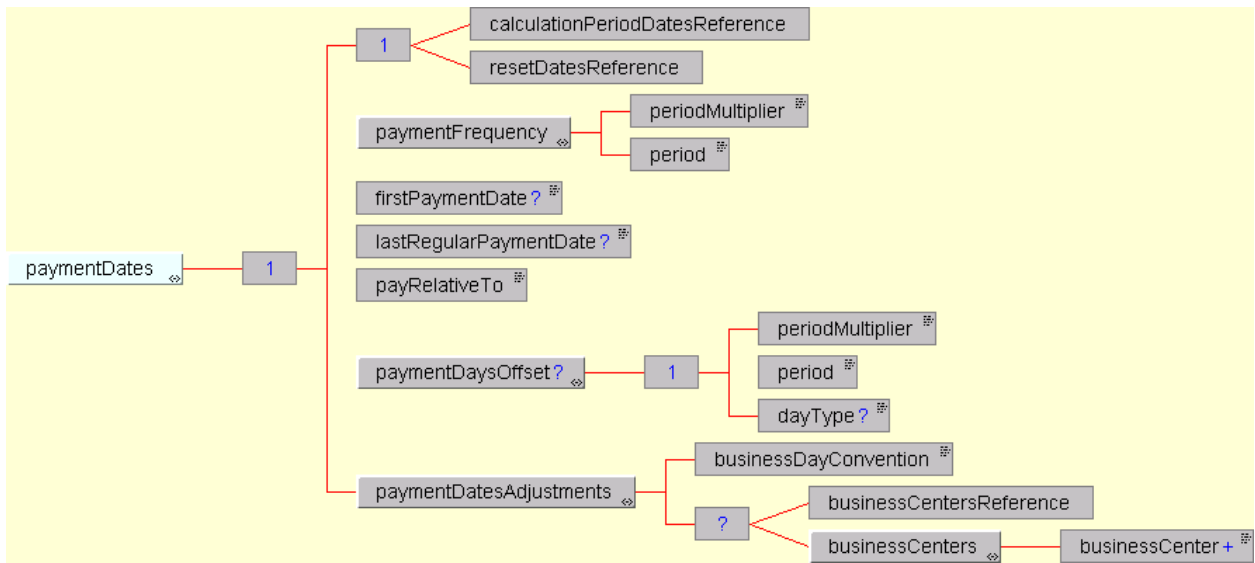 calculationPeriodDatesReference
1
resetDatesReference
periodMultiplier
paymentFrequency
period
firstPaymentDate?
lastRegularPaymentDate?
paymentDates
1
payRelativeTo
periodMultiplier
paymentDaysOffset?
1
period
dayType?
businessDayConvention
paymentDatesAdjustments
businessCentersReference
?
businessCenters
businessCenter+